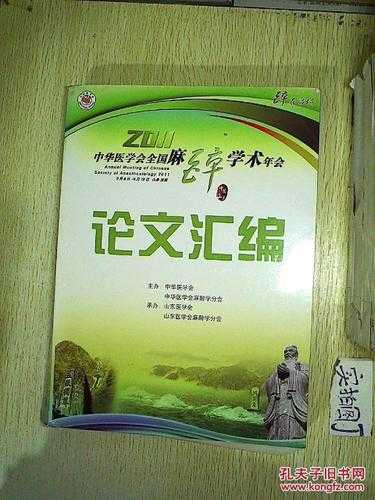 2011
中华医学会全国麻醉学术年会
Annual Meeting of Chinese
Society of Anesthesiology 2011
论文汇编
主办 中华医学会
中华医学会麻醉学分会
承办 山东医学会
山东医学会麻醉学分会
实拍图
孔夫子旧书网
www.kongfz.com